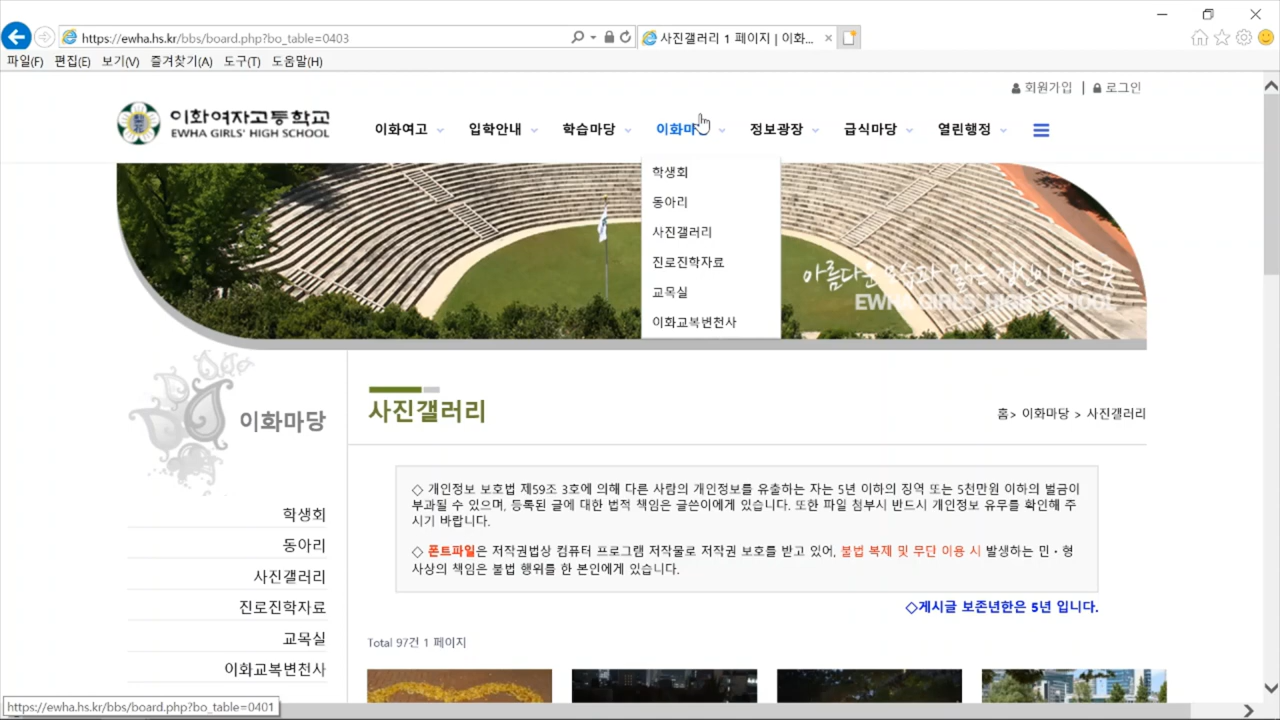 https://ewha.hs.kr/bbs/board.php?bo_table=0403
사진갤러리 1 페이지 | 이화...
파일(F) 편집(E) 보기(V) 즐겨찾기(A) 도구(T) 도움말(H)
회원가입 | 로그인
이화여자고등학교
EWHA GIRLS' HIGH SCHOOL
이화여고 입학안내 학습마당 이화마 정보광장 급식마당 열린행정
학생회
동아리
사진갤러리
진로진학자료
교목실
이화교복변천사
아름다운 모습과 맑은 정신이 깃든 곳
EWHA GIRLS' HIGH SCHOOL
이화마당
사진갤러리
홈> 이화마당 > 사진갤러리
◇ 개인정보 보호법 제59조 3호에 의해 다른 사람의 개인정보를 유출하는 자는 5년 이하의 징역 또는 5천만원 이하의 벌금이
부과될 수 있으며, 등록된 글에 대한 법적 책임은 글쓴이에게 있습니다. 또한 파일 첨부시 반드시 개인정보 유무를 확인해 주
시기 바랍니다.
◇ 폰트파일은 저작권법상 컴퓨터 프로그램 저작물로 저작권 보호를 받고 있어, 불법 복제 및 무단 이용 시 발생하는 민・형
사상의 책임은 불법 행위를 한 본인에게 있습니다.
◇게시글 보존년한은 5년 입니다.
학생회
동아리
사진갤러리
진로진학자료
교목실
이화교복변천사
Total 97건 1 페이지
https://ewha.hs.kr/bbs/board.php?bo_table=0401